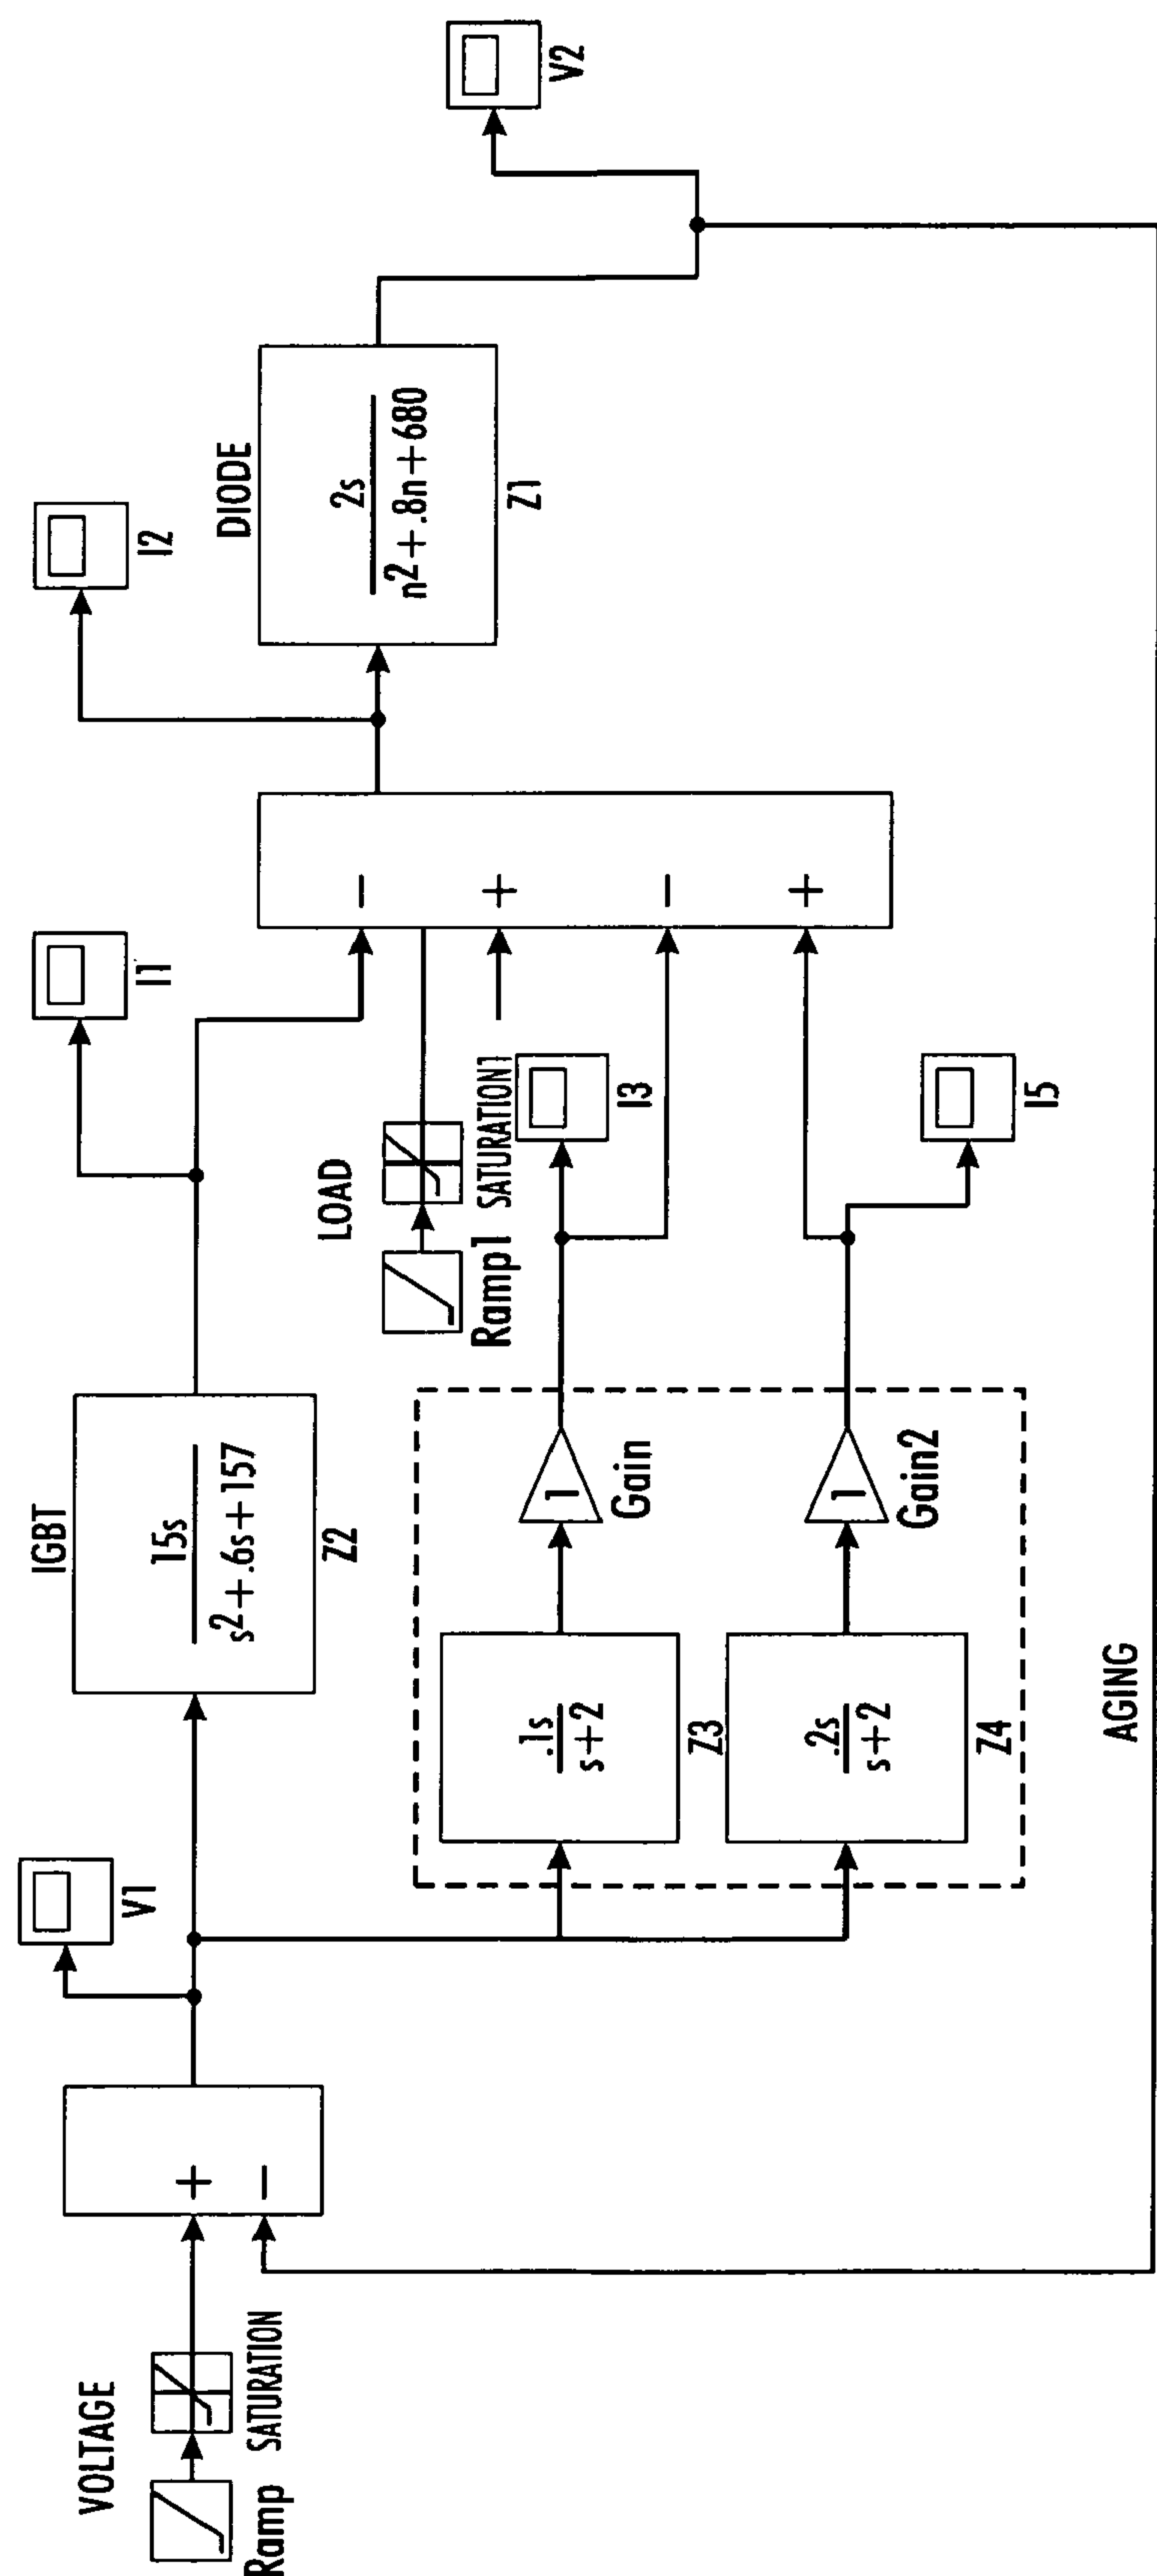 VOLTAGE
Ramp
SATURATION
+
−
V1
IGBT
15s
s²+.6s+157
Z2
.1s
s+2
Z3
.2s
s+2
Z4
1
Gain
1
Gain2
AGING
LOAD
Ramp1
SATURATION1
I1
I3
I5
−
+
−
+
I2
DIODE
2s
n²+.8n+680
Z1
V2